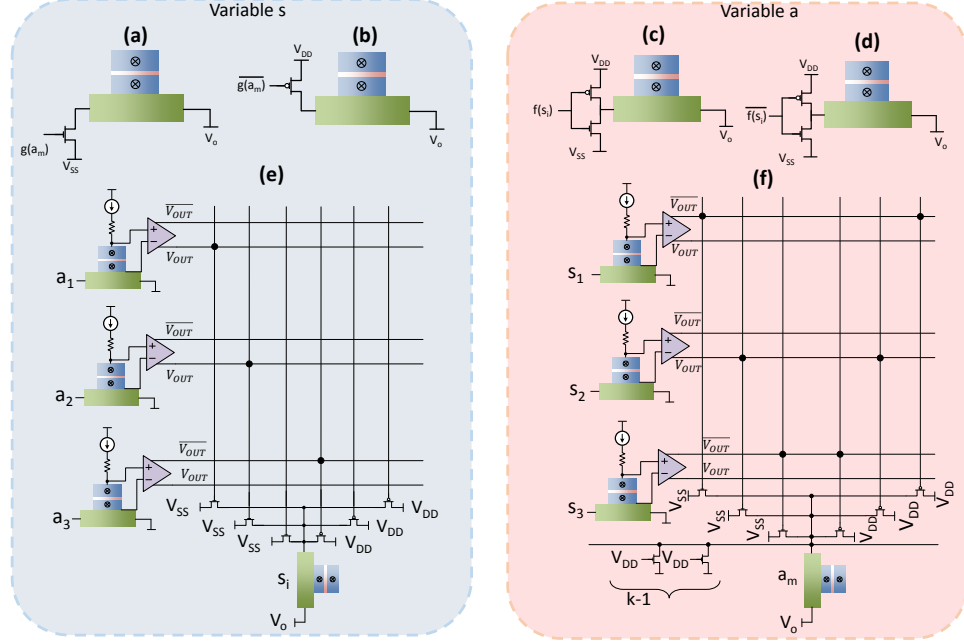 Variable s
(a)
g(a_m)
V_SS
V_o
(b)
V_DD
g(a_m)
V_o
(e)
V_OUT
V_OUT
a_1
V_OUT
V_OUT
a_2
V_OUT
V_OUT
a_3
V_SS
V_SS
V_SS
V_DD
V_DD
V_DD
s_i
V_o
Variable a
(c)
V_DD
f(s_i)
V_SS
V_o
(d)
V_DD
f(s_i)
V_SS
V_o
(f)
V_OUT
V_OUT
s_1
V_OUT
V_OUT
s_2
V_OUT
V_OUT
s_3
V_SS
V_SS
V_SS
V_DD
V_DD
V_DD
V_DD
V_DD
k-1
a_m
V_o